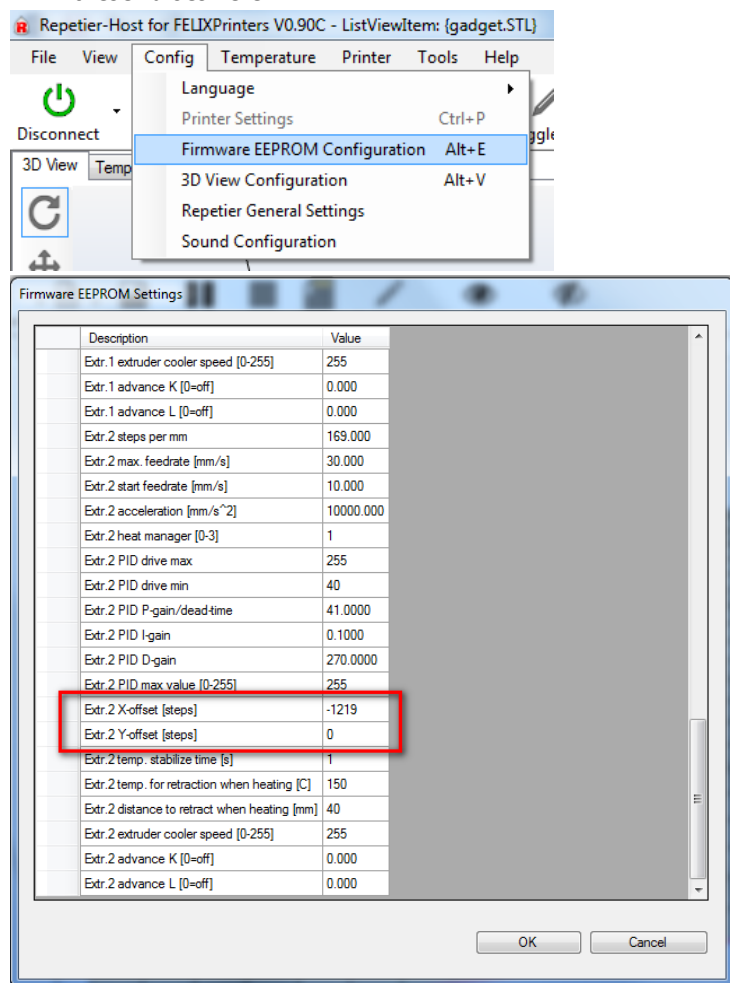 Repetier-Host for FELIXPrinters V0.90C - ListViewItem: {gadget.STL}
File View Config Temperature Printer Tools Help
Language
Disconnect
Printer Settings Ctrl+P
Firmware EEPROM Configuration Alt+E
3D View
3D View Configuration Alt+V
Repetier General Settings
Sound Configuration
Firmware EEPROM Settings
Description Value
Extr.1 extruder cooler speed [0-255] 255
Extr.1 advance K [0=off] 0.000
Extr.1 advance L [0=off] 0.000
Extr.2 steps per mm 169.000
Extr.2 max. feedrate [mm/s] 30.000
Extr.2 start feedrate [mm/s] 10.000
Extr.2 acceleration [mm/s^2] 10000.000
Extr.2 heat manager [0-3] 1
Extr.2 PID drive max 255
Extr.2 PID drive min 40
Extr.2 PID P-gain/dead-time 41.0000
Extr.2 PID I-gain 0.1000
Extr.2 PID D-gain 270.0000
Extr.2 PID max value [0-255] 255
Extr.2 X-offset [steps] -1219
Extr.2 Y-offset [steps] 0
Extr.2 temp. stabilize time [s] 1
Extr.2 temp. for retraction when heating [C] 150
Extr.2 distance to retract when heating [mm] 40
Extr.2 extruder cooler speed [0-255] 255
Extr.2 advance K [0=off] 0.000
Extr.2 advance L [0=off] 0.000
OK Cancel